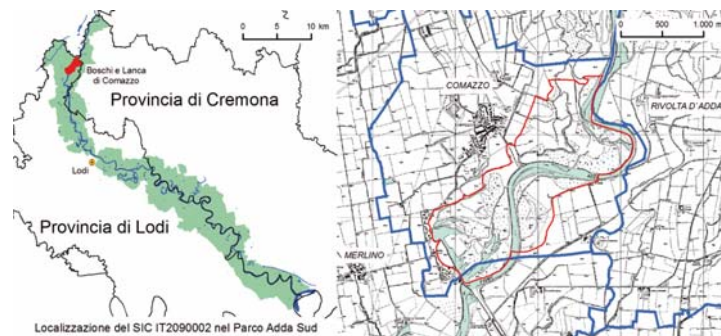 0 5 10 km
Boschi e Lanca
di Comazzo
Provincia di Cremona
Lodi
Provincia di Lodi
Localizzazione del SIC IT2090002 nel Parco Adda Sud
0 500 1.000 m
COMAZZO
RIVOLTA D'ADDA
MERLINO